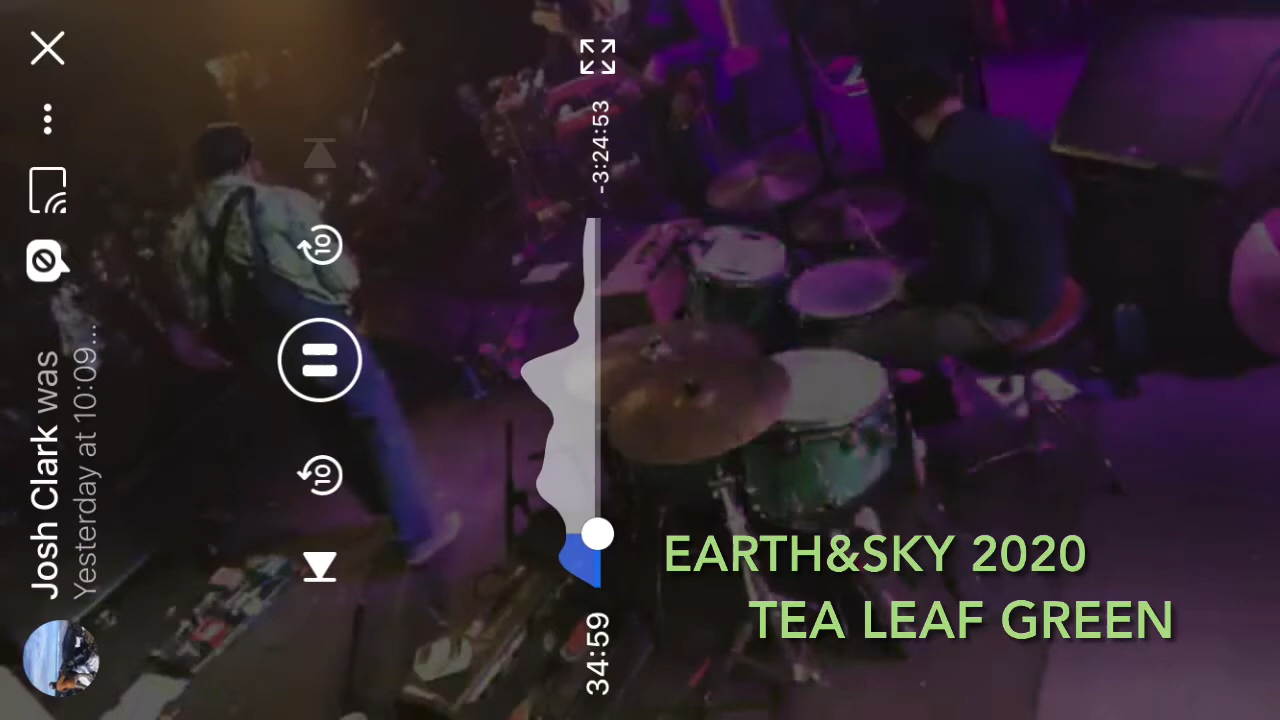 Josh Clark was
Yesterday at 10:09...
10
10
34:59
-3:24:53
EARTH&SKY 2020
TEA LEAF GREEN